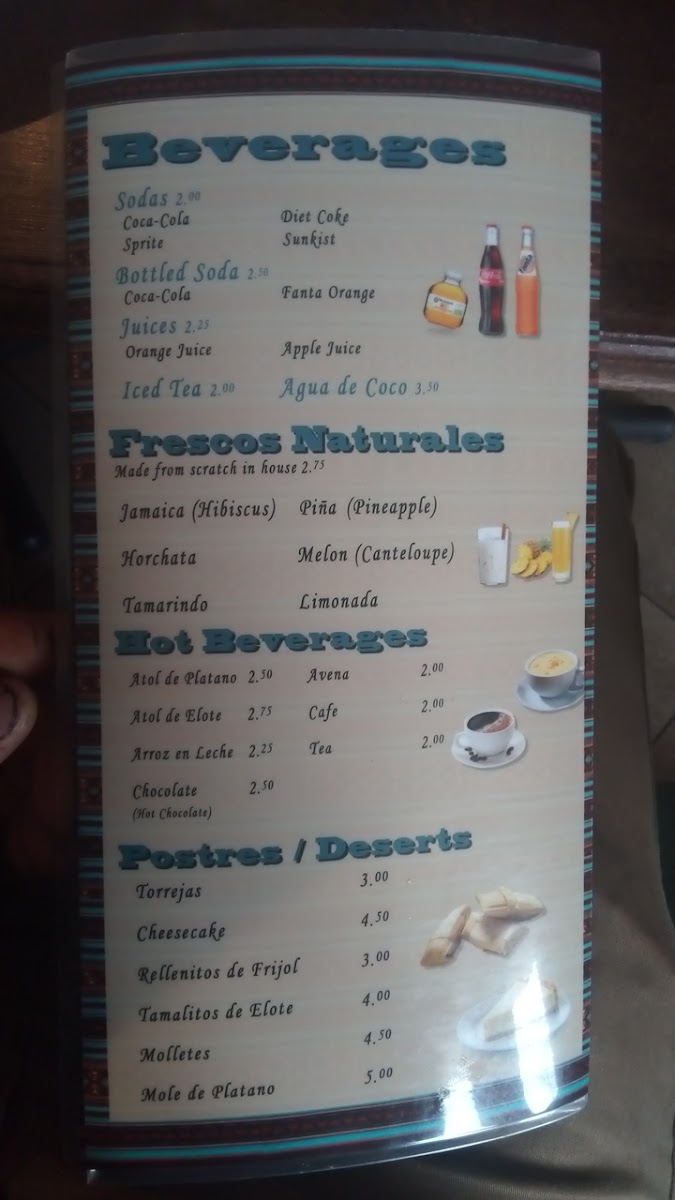 Beverages
Sodas 2.00
Coca-Cola Diet Coke
Sprite Sunkist
Bottled Soda 2.50
Coca-Cola Fanta Orange
Juices 2.25
Orange Juice Apple Juice
Iced Tea 2.00 Agua de Coco 3.50
Frescos Naturales
Made from scratch in house 2.75
Jamaica (Hibiscus) Piña (Pineapple)
Horchata Melon (Canteloupe)
Tamarindo Limonada
Hot Beverages
Atol de Platano 2.50 Avena 2.00
Atol de Elote 2.75 Cafe 2.00
Arroz en Leche 2.25 Tea 2.00
Chocolate 2.50
(Hot Chocolate)
Postres / Deserts
Torrejas 3.00
Cheesecake 4.50
Rellenitos de Frijol 3.00
Tamalitos de Elote 4.00
Molletes 4.50
Mole de Platano 5.00